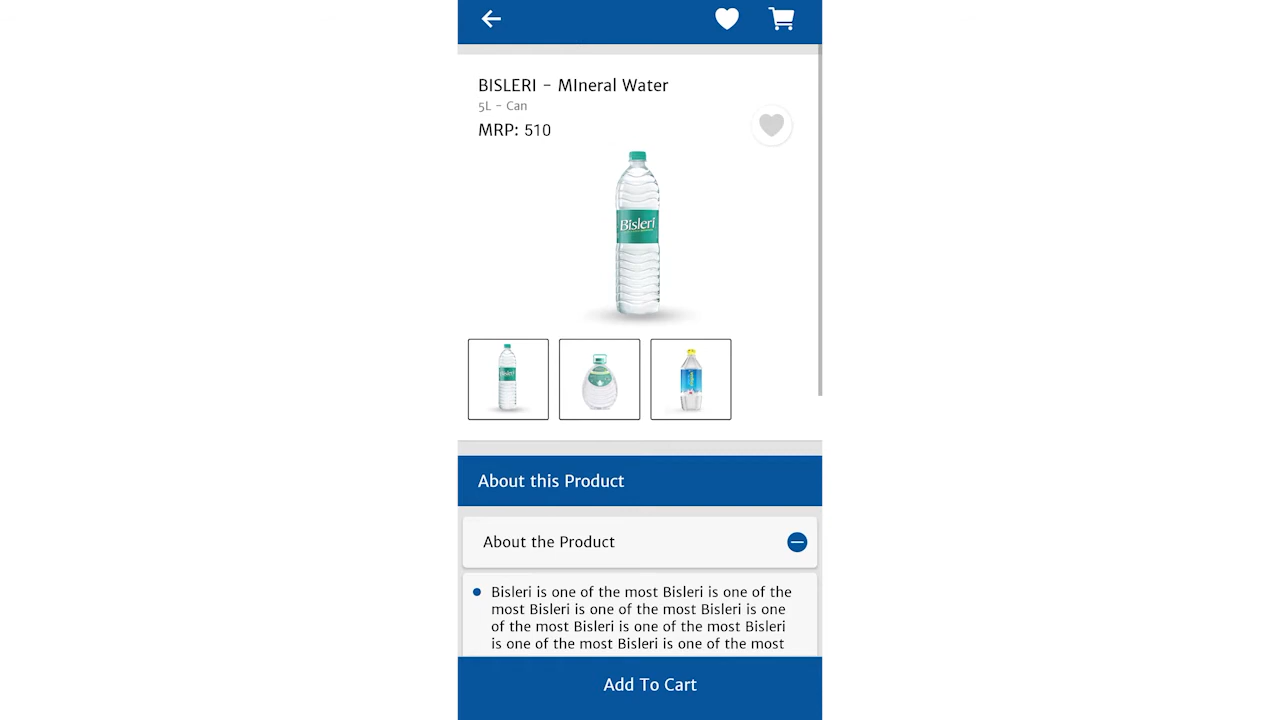 BISLERI - MIneral Water
5L - Can
MRP: 510
Bisleri
Bisleri
About this Product
About the Product
Bisleri is one of the most Bisleri is one of the
most Bisleri is one of the most Bisleri is one
of the most Bisleri is one of the most Bisleri
is one of the most Bisleri is one of the most
Add To Cart